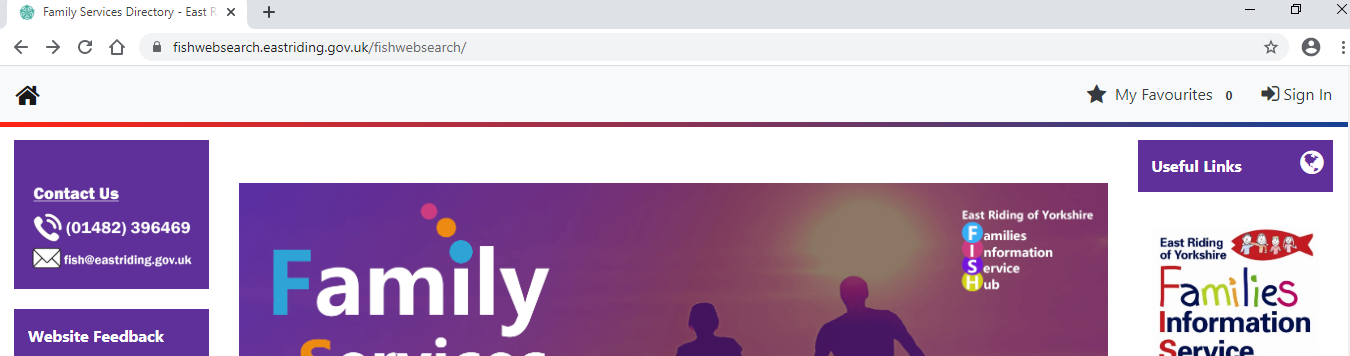 Family Services Directory - East R
fishwebsearch.eastriding.gov.uk/fishwebsearch/
My Favourites 0 Sign In
Contact Us
(01482) 396469
fish@eastriding.gov.uk
Website Feedback
Family
Services
East Riding of Yorkshire
Families
Information
Service
Hub
Useful Links
East Riding
of Yorkshire
Families
Information
Service